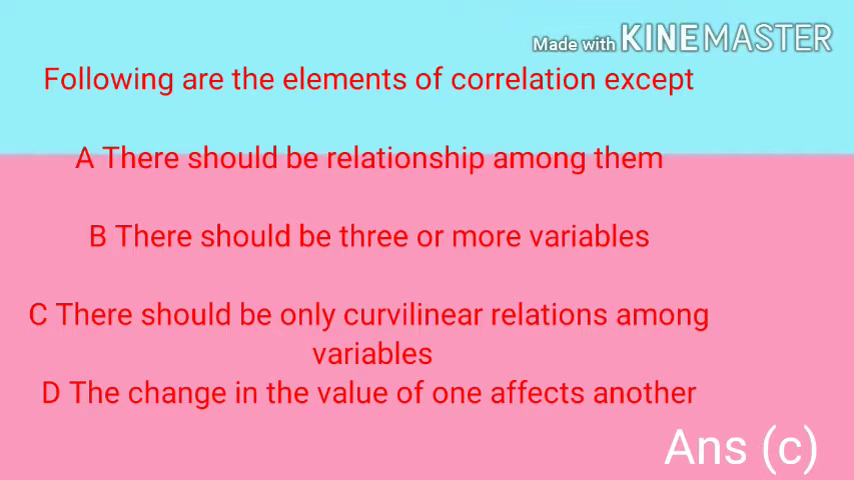 Made with KINEMASTER
Following are the elements of correlation except
A There should be relationship among them
B There should be three or more variables
C There should be only curvilinear relations among
variables
D The change in the value of one affects another
Ans (c)